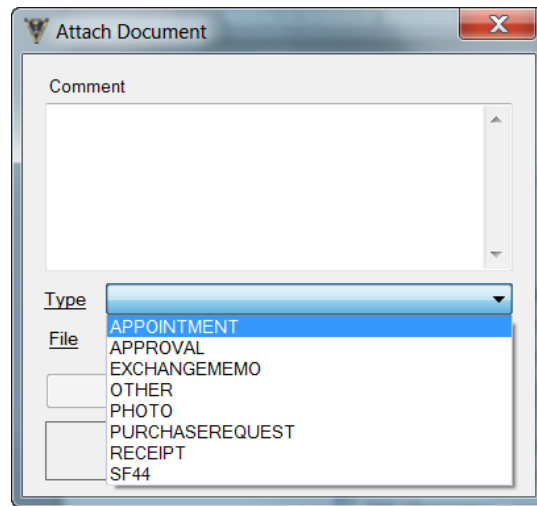 Attach Document
Comment
Type
APPOINTMENT
File
APPROVAL
EXCHANGEMEMO
OTHER
PHOTO
PURCHASEREQUEST
RECEIPT
SF44